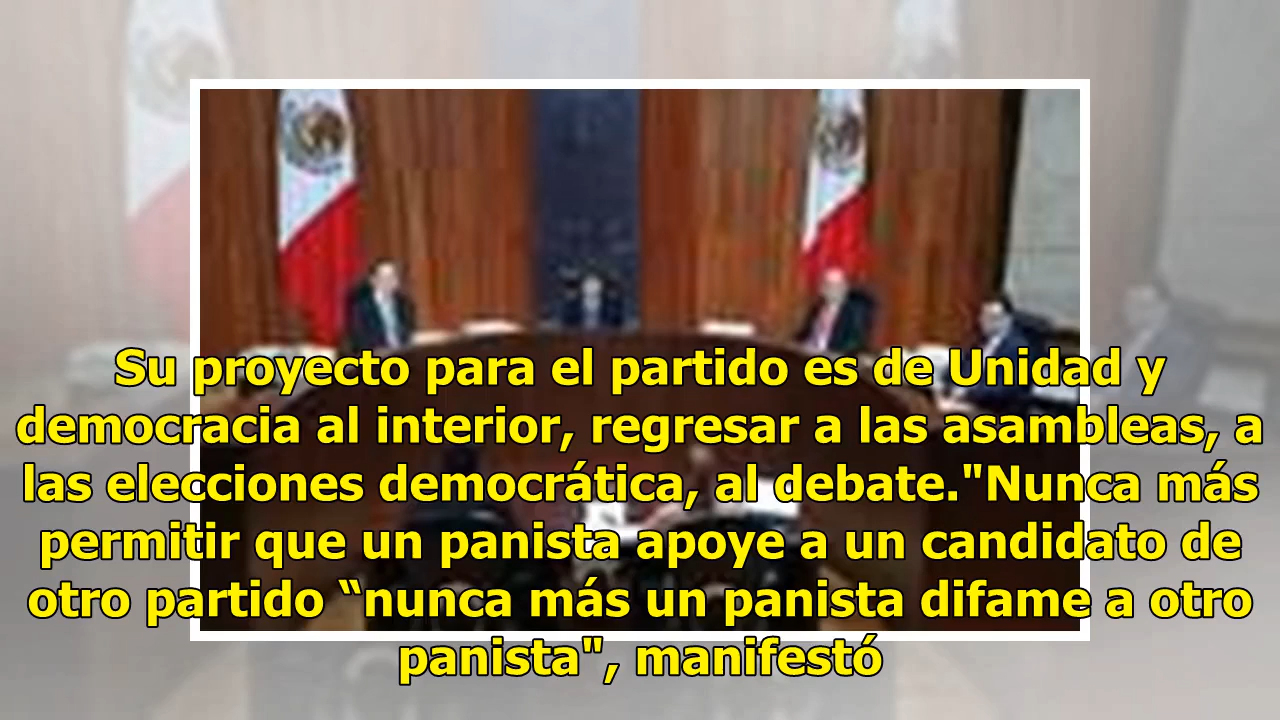 Su proyecto para el partido es de Unidad y
democracia al interior, regresar a las asambleas, a
las elecciones democrática, al debate."Nunca más
permitir que un panista apoye a un candidato de
otro partido “nunca más un panista difame a otro
panista", manifestó